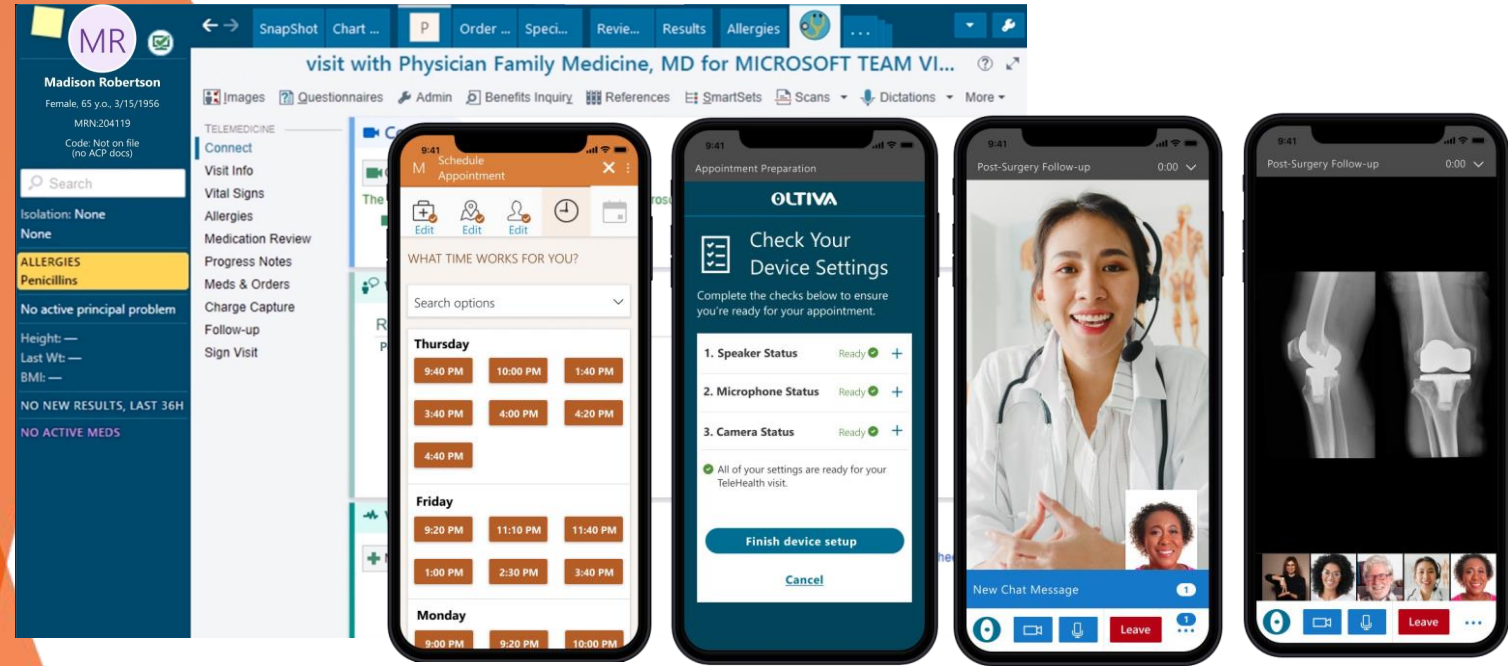 MR
Madison Robertson
Female, 65 y.o., 3/15/1956
MRN:204119
Code: Not on file
(no ACP docs)
Search
Isolation: None
None
ALLERGIES
Penicillins
No active principal problem
Height: —
Last Wt: —
BMI: —
NO NEW RESULTS, LAST 36H
NO ACTIVE MEDS
SnapShot Chart ... P Order ... Speci... Revie... Results Allergies ...
visit with Physician Family Medicine, MD for MICROSOFT TEAM VI...
Images Questionnaires Admin Benefits Inquiry References SmartSets Scans Dictations More
TELEMEDICINE
Connect
Visit Info
Vital Signs
Allergies
Medication Review
Progress Notes
Meds & Orders
Charge Capture
Follow-up
Sign Visit
The
9:41
M Schedule
Appointment
Edit Edit Edit
WHAT TIME WORKS FOR YOU?
Search options
Thursday
9:40 PM 10:00 PM 1:40 PM
3:40 PM 4:00 PM 4:20 PM
4:40 PM
Friday
9:20 PM 11:10 PM 11:40 PM
1:00 PM 2:30 PM 3:40 PM
Monday
9:00 PM 9:20 PM 10:00 PM
9:41
Appointment Preparation
OLTIVA
Check Your
Device Settings
Complete the checks below to ensure
you're ready for your appointment.
1. Speaker Status Ready
2. Microphone Status Ready
3. Camera Status Ready
All of your settings are ready for your
TeleHealth visit.
Finish device setup
Cancel
9:41
Post-Surgery Follow-up 0:00
New Chat Message 1
Leave 1
9:41
Post-Surgery Follow-up 0:00
Leave